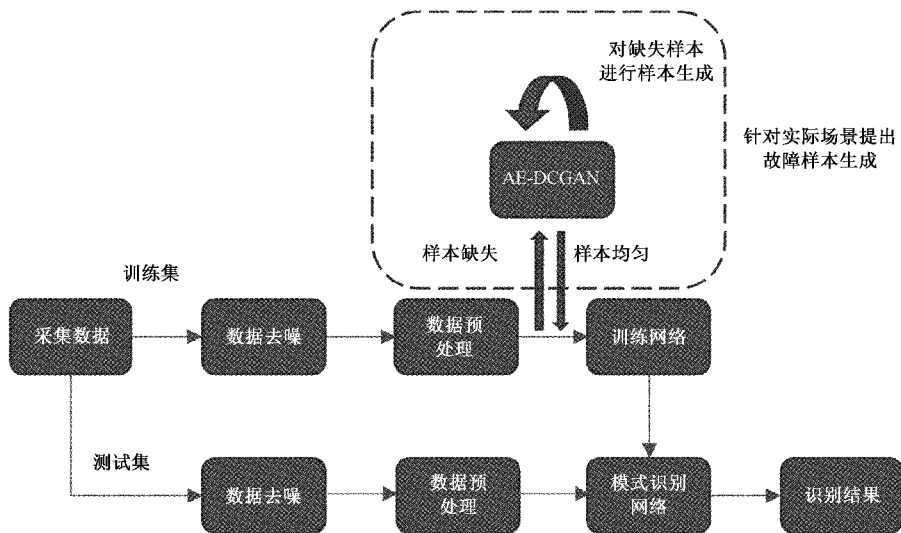 对缺失样本
进行样本生成
针对实际场景提出
故障样本生成
AE-DCGAN
样本缺失
样本均匀
训练集
采集数据
数据去噪
数据预
处理
训练网络
测试集
数据去噪
数据预
处理
模式识别
网络
识别结果